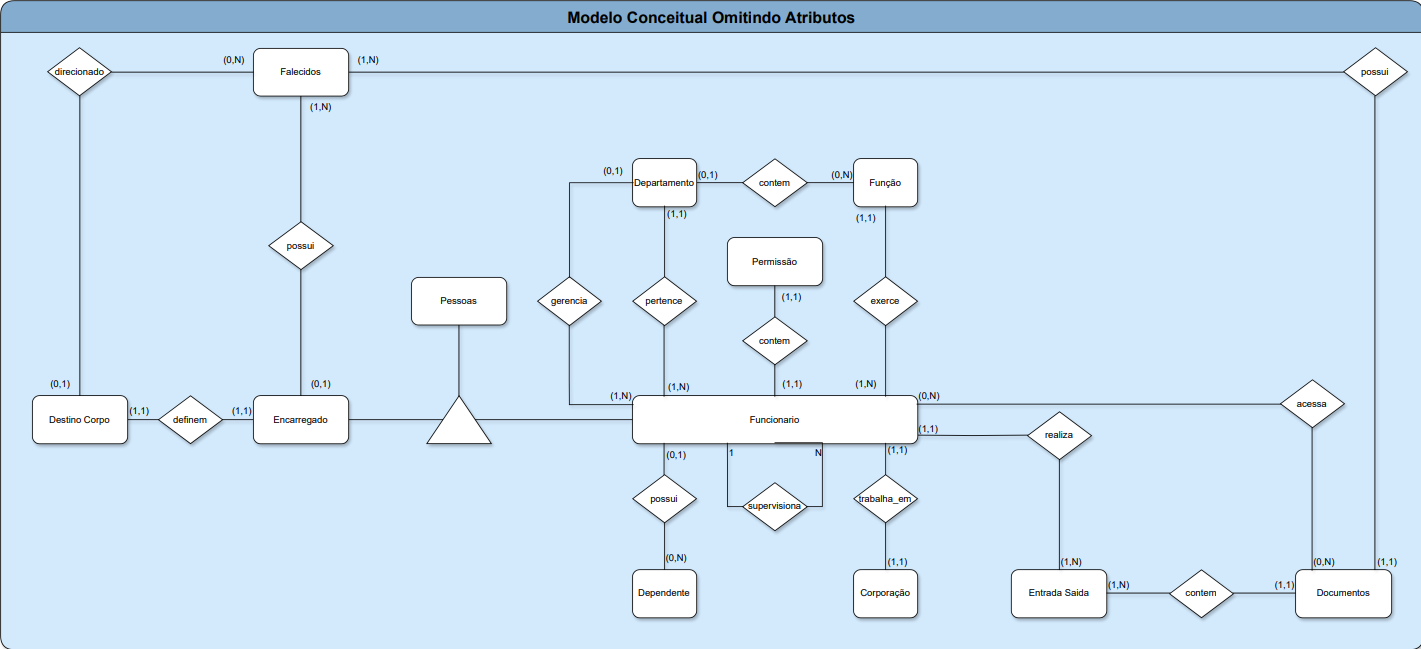 Modelo Conceitual Omitindo Atributos
direcionado
(0,N)
Falecidos
(1,N)
possui
(1,N)
(0,1)
Departamento
(0,1)
contem
(0,N)
Função
(1,1)
(1,1)
possui
Permissão
Pessoas
gerencia
pertence
(1,1)
exerce
contem
(0,1)
(0,1)
(1,N)
(1,N)
(1,1)
(1,N)
(0,N)
acessa
Destino Corpo
(1,1)
definem
(1,1)
Encarregado
Funcionario
(1,1)
realiza
(0,1)
1
N
(1,1)
possui
supervisiona
trabalha_em
(0,N)
(1,1)
(1,N)
(0,N)
(1,1)
Dependente
Corporação
Entrada Saida
(1,N)
contem
(1,1)
Documentos